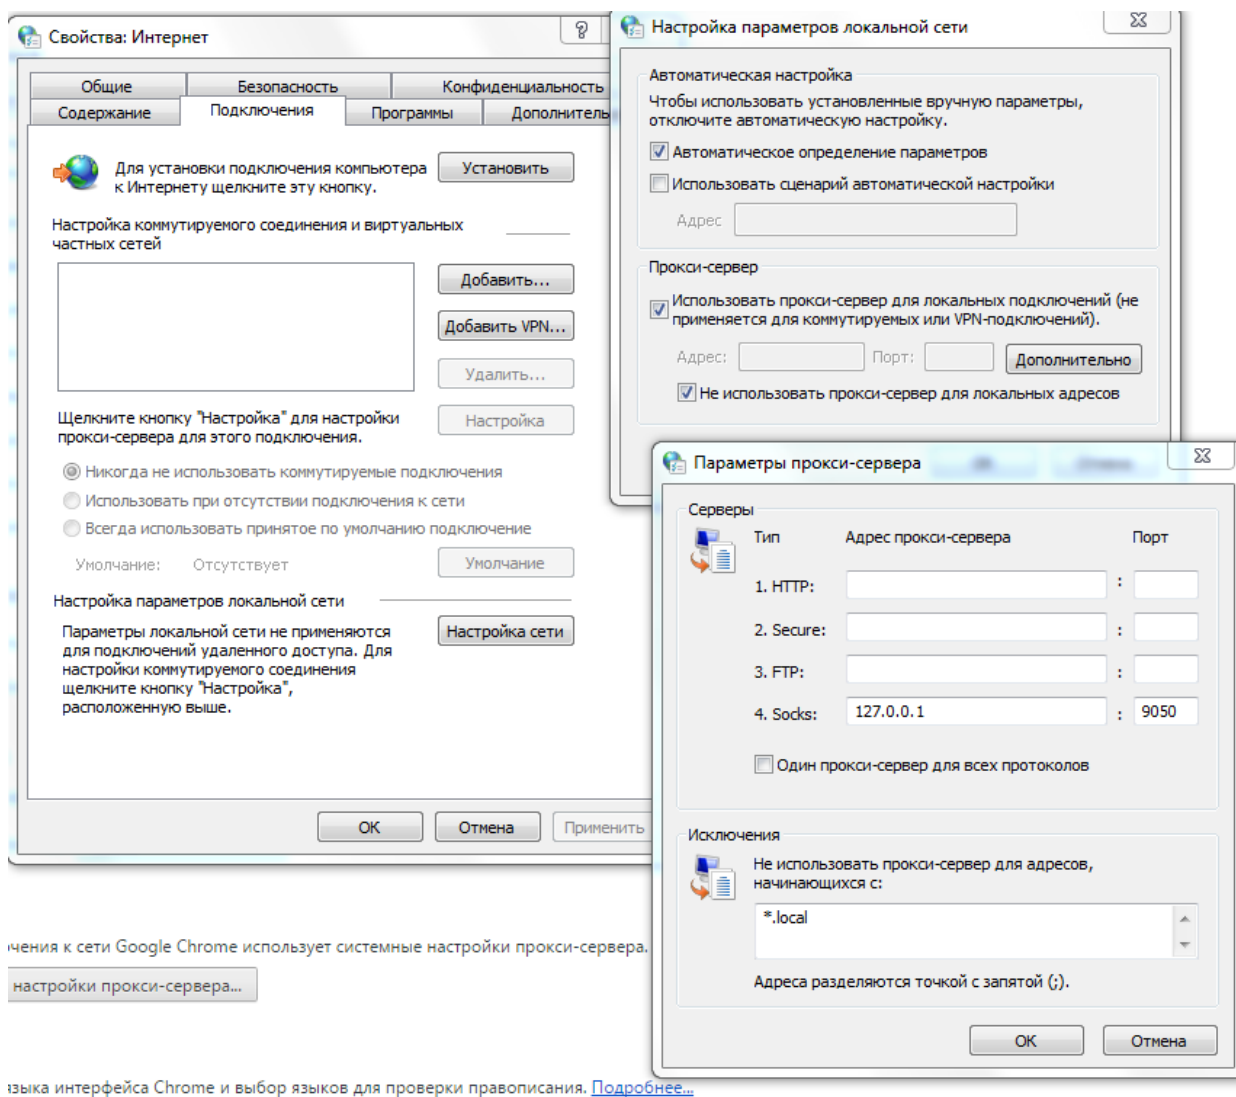 Свойства: Интернет
Общие
Безопасность
Конфиденциальность
Содержание
Подключения
Программы
Дополнитель
Для установки подключения компьютера
к Интернету щелкните эту кнопку.
Установить
Настройка коммутируемого соединения и виртуальных
частных сетей
Добавить...
Добавить VPN...
Удалить...
Щелкните кнопку "Настройка" для настройки
прокси-сервера для этого подключения.
Настройка
Никогда не использовать коммутируемые подключения
Использовать при отсутствии подключения к сети
Всегда использовать принятое по умолчанию подключение
Умолчание:
Отсутствует
Умолчание
Настройка параметров локальной сети
Параметры локальной сети не применяются
для подключений удаленного доступа. Для
настройки коммутируемого соединения
щелкните кнопку "Настройка",
расположенную выше.
Настройка сети
ОК
Отмена
Применить
Настройка параметров локальной сети
Автоматическая настройка
Чтобы использовать установленные вручную параметры,
отключите автоматическую настройку.
Автоматическое определение параметров
Использовать сценарий автоматической настройки
Адрес
Прокси-сервер
Использовать прокси-сервер для локальных подключений (не
применяется для коммутируемых или VPN-подключений).
Адрес:
Порт:
Дополнительно
Не использовать прокси-сервер для локальных адресов
Параметры прокси-сервера
Серверы
Тип
Адрес прокси-сервера
Порт
1. HTTP:
:
2. Secure:
:
3. FTP:
:
4. Socks:
127.0.0.1
:
9050
Один прокси-сервер для всех протоколов
Исключения
Не использовать прокси-сервер для адресов,
начинающихся с:
*.local
Адреса разделяются точкой с запятой (;).
ОК
Отмена
чения к сети Google Chrome использует системные настройки прокси-сервера.
настройки прокси-сервера...
языка интерфейса Chrome и выбор языков для проверки правописания. Подробнее...